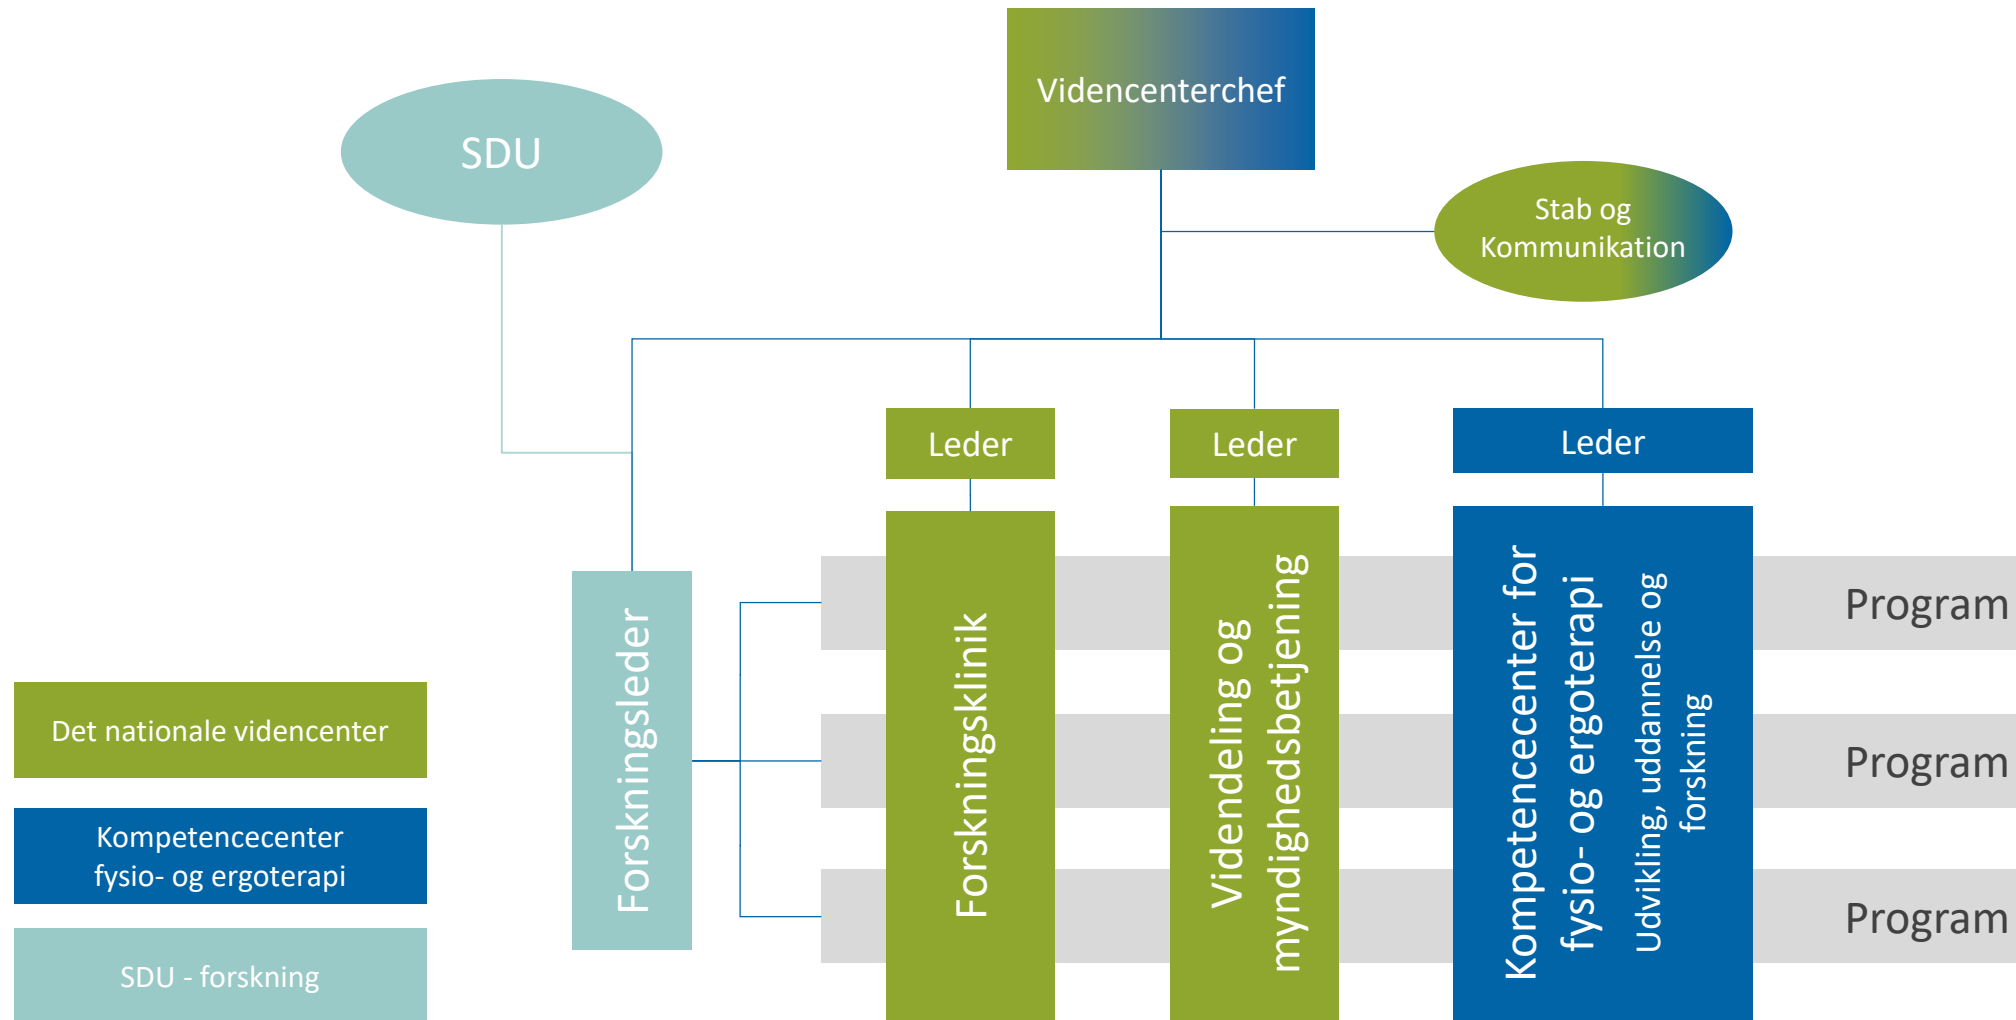 Videncenterchef
SDU
Stab og
Kommunikation
Leder
Leder
Leder
Forskningsleder
Forskningsklinik
Videndeling og
myndighedsbetjening
Kompetencecenter for
fysio- og ergoterapi
Udvikling, uddannelse og
forskning
Program
Program
Program
Det nationale videncenter
Kompetencecenter
fysio- og ergoterapi
SDU - forskning